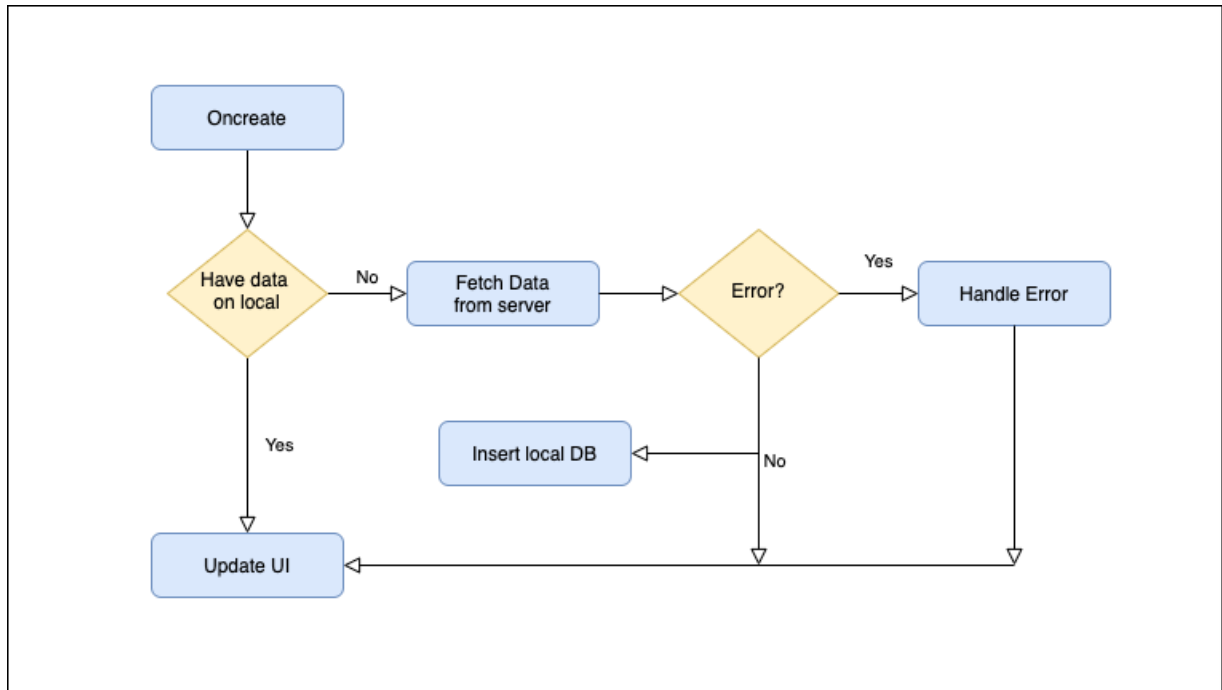 Oncreate
Have data
on local
No
Fetch Data
from server
Error?
Yes
Handle Error
Yes
Insert local DB
No
Update UI